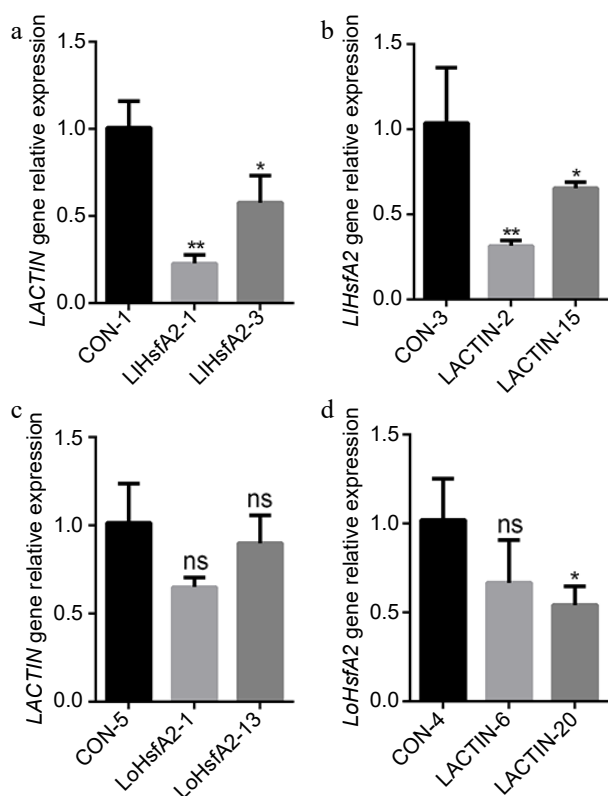 a
LACTIN gene relative expression
1.5
1.0
0.5
0.0
**
*
CON-1
LIHsfA2-1
LIHsfA2-3
b
LIHsfA2 gene relative expression
1.5
1.0
0.5
0.0
**
*
CON-3
LACTIN-2
LACTIN-15
c
LACTIN gene relative expression
1.5
1.0
0.5
0.0
ns
ns
CON-5
LoHsfA2-1
LoHsfA2-13
d
LoHsfA2 gene relative expression
1.5
1.0
0.5
0.0
ns
*
CON-4
LACTIN-6
LACTIN-20